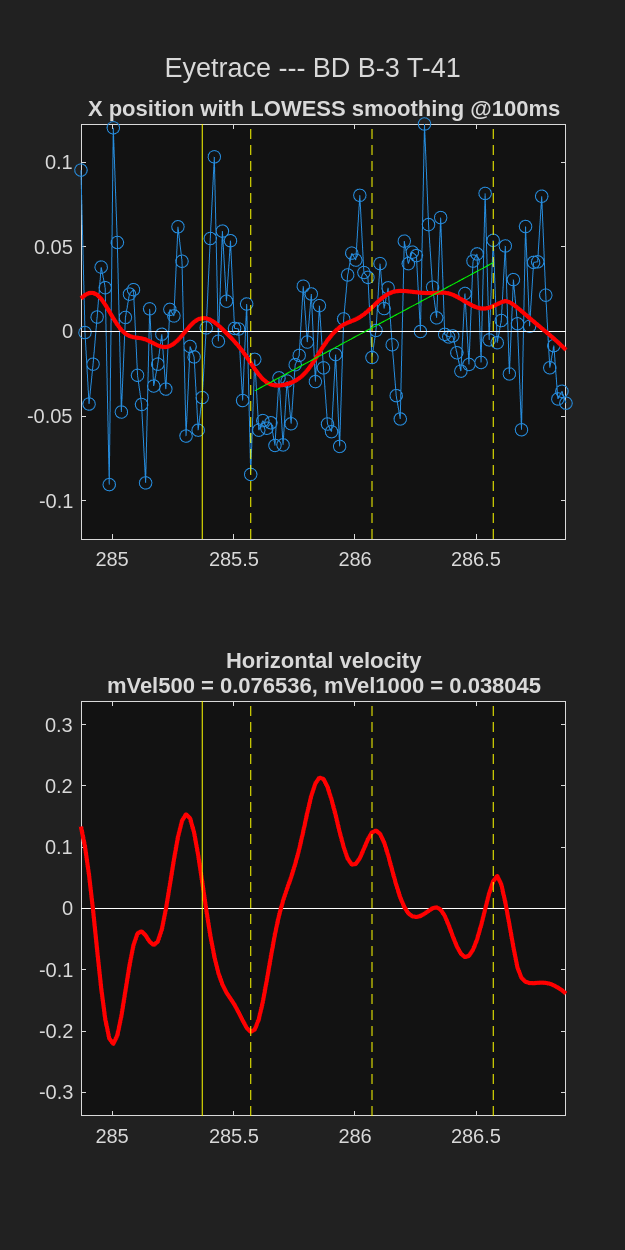 Eyetrace --- BD B-3 T-41
X position with LOWESS smoothing @100ms
0.1
0.05
0
-0.05
-0.1
285 285.5 286 286.5
Horizontal velocity
mVel500 = 0.076536, mVel1000 = 0.038045
0.3
0.2
0.1
0
-0.1
-0.2
-0.3
285 285.5 286 286.5